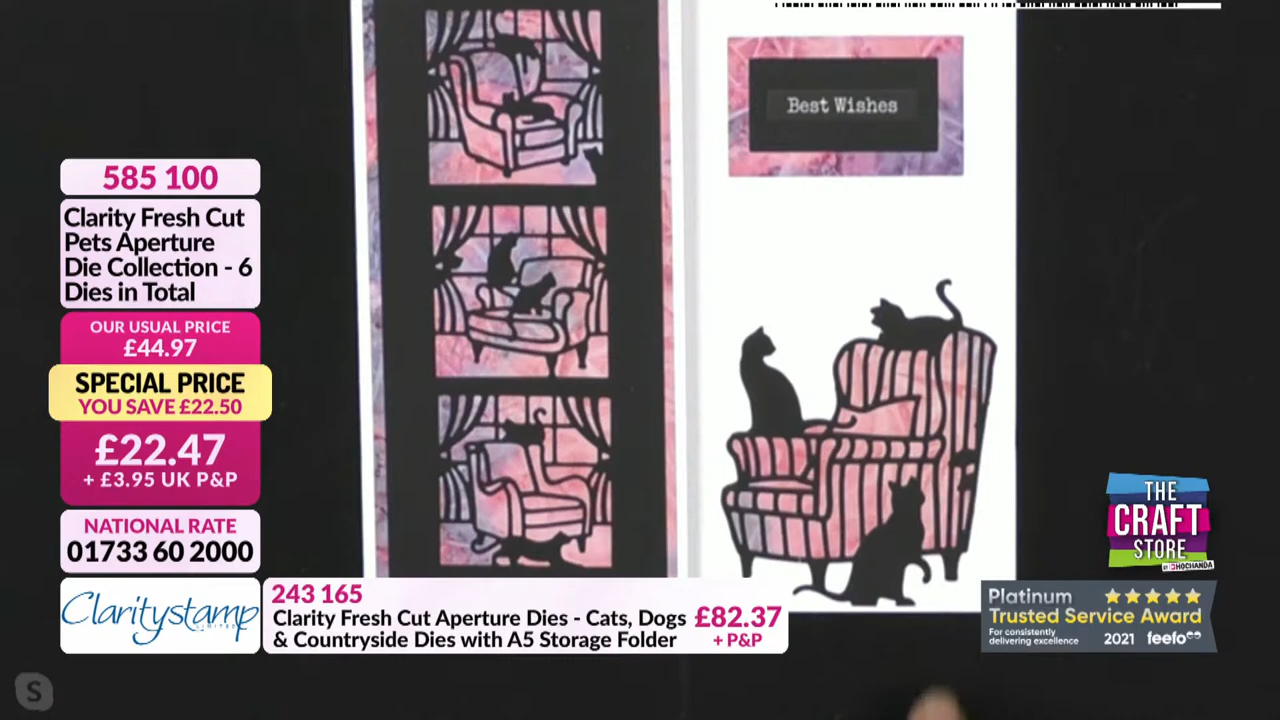 Best Wishes
585 100
Clarity Fresh Cut
Pets Aperture
Die Collection - 6
Dies in Total
OUR USUAL PRICE
£44.97
SPECIAL PRICE
YOU SAVE £22.50
£22.47
+ £3.95 UK P&P
NATIONAL RATE
01733 60 2000
Claritystamp
LIMITED
243 165
Clarity Fresh Cut Aperture Dies - Cats, Dogs
& Countryside Dies with A5 Storage Folder
£82.37
+ P&P
THE
CRAFT
STORE
BY HOCHANDA
Platinum
Trusted Service Award
For consistently
delivering excellence
2021 feefo
S